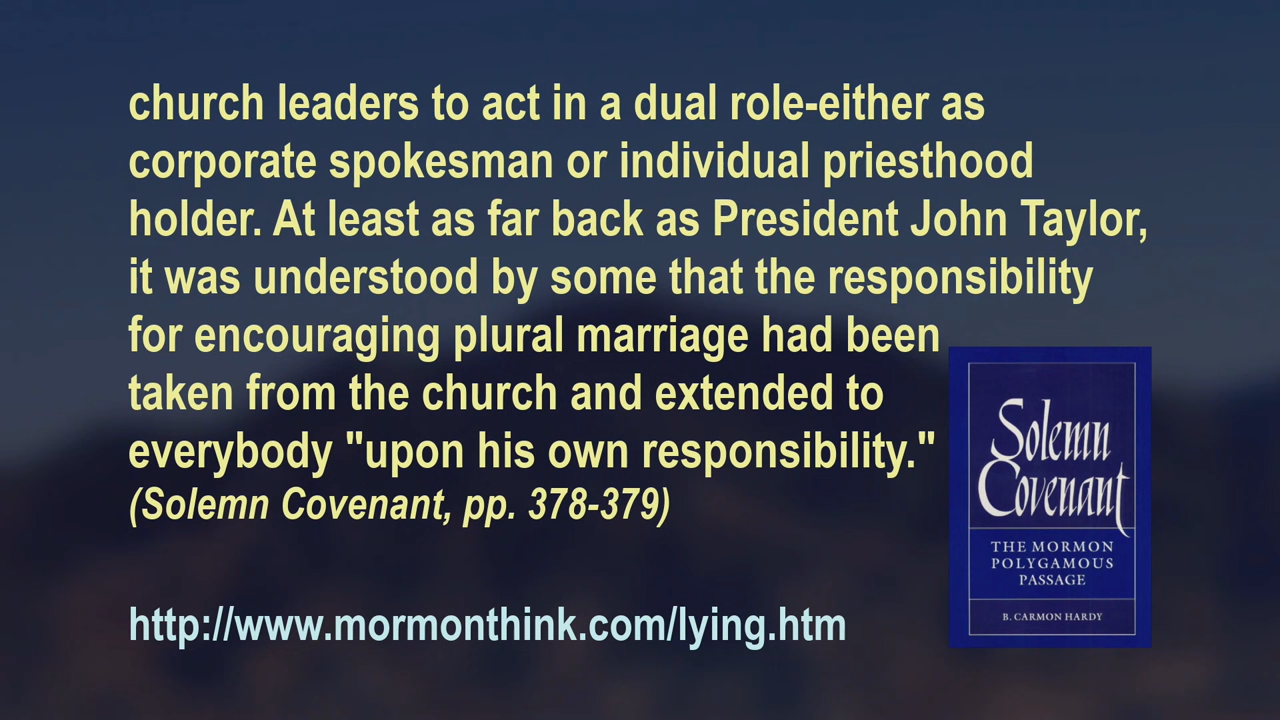 church leaders to act in a dual role-either as
corporate spokesman or individual priesthood
holder. At least as far back as President John Taylor,
it was understood by some that the responsibility
for encouraging plural marriage had been
taken from the church and extended to
everybody "upon his own responsibility."
(Solemn Covenant, pp. 378-379)
http://www.mormonthink.com/lying.htm
Solemn
Covenant
THE MORMON
POLYGAMOUS
PASSAGE
B. CARMON HARDY